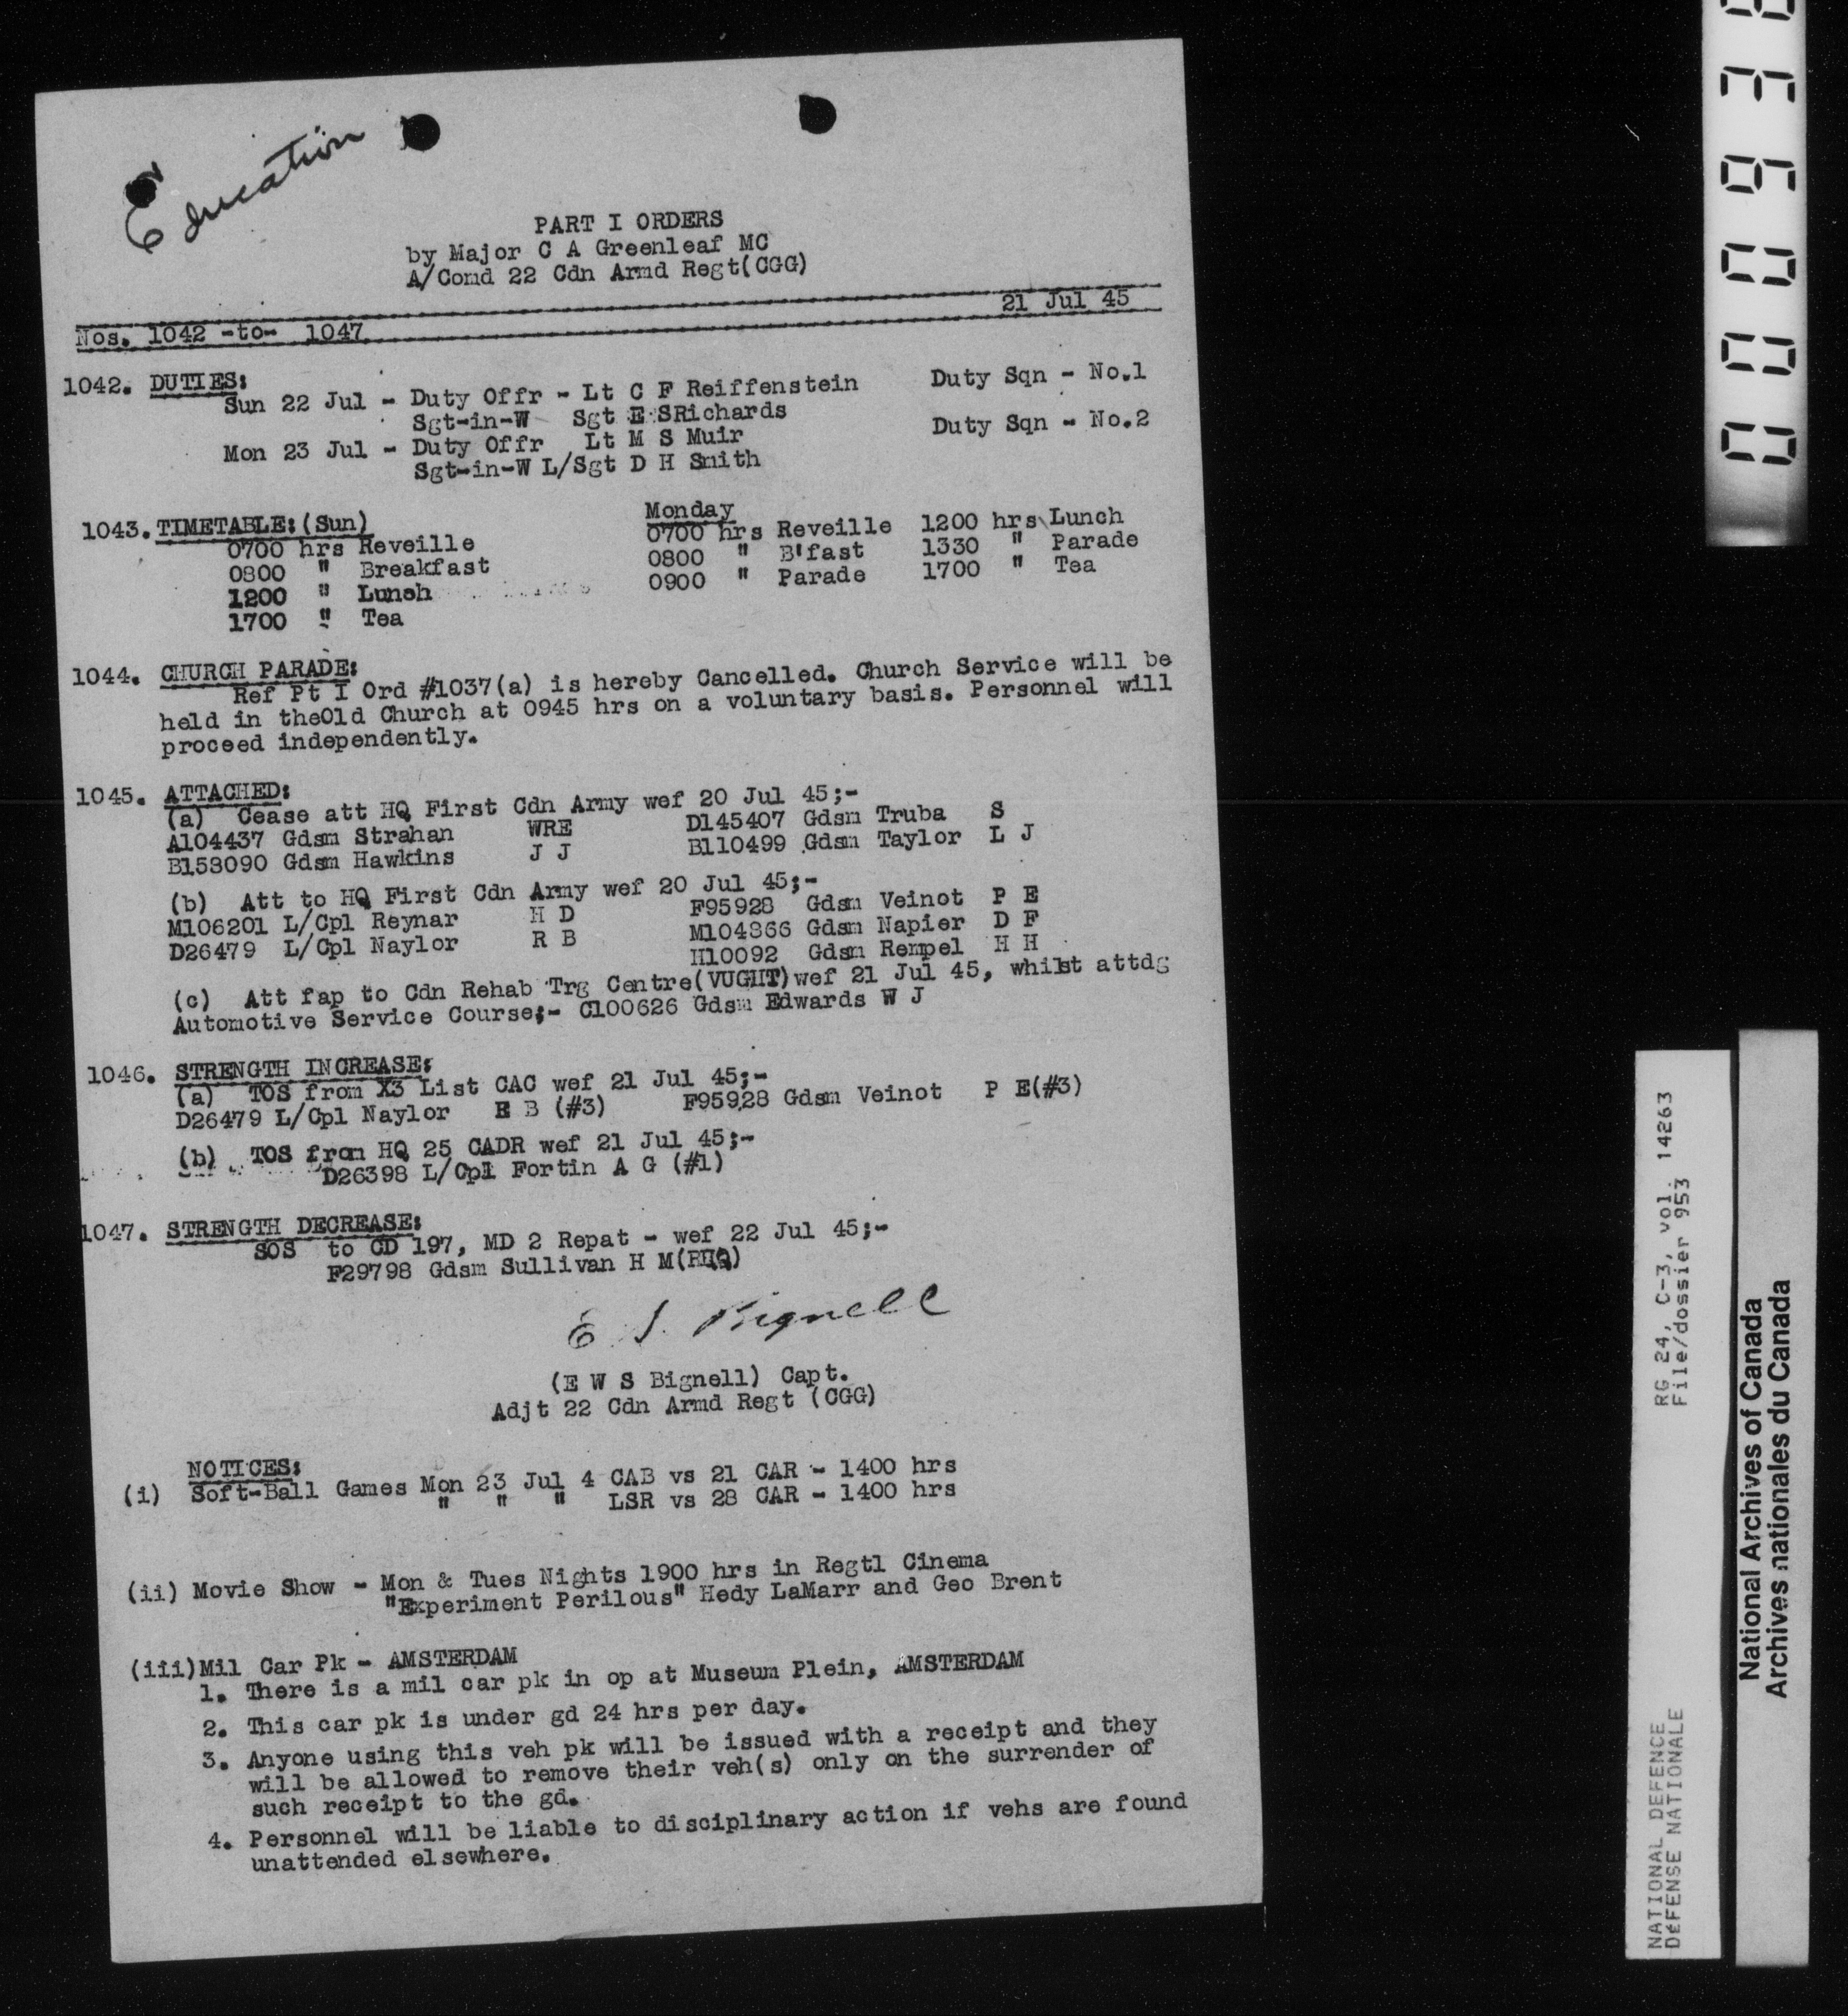 Education
PART I ORDERS
by Major C A Greenleaf MC
A/Comd 22 Cdn Armd Regt(CGG)
Nos. 1042 -to- 1047 21 Jul 45
1042. DUTIES:
Sun 22 Jul - Duty Offr - Lt C F Reiffenstein Duty Sqn - No.1
Sgt-in-W Sgt E SRichards
Mon 23 Jul - Duty Offr Lt M S Muir Duty Sqn - No.2
Sgt-in-W L/Sgt D H Smith
1043. TIMETABLE:(Sun) Monday
0700 hrs Reveille 0700 hrs Reveille 1200 hrs Lunch
0800 " Breakfast 0800 " B'fast 1330 " Parade
1200 " Lunch 0900 " Parade 1700 " Tea
1700 " Tea
1044. CHURCH PARADE:
Ref Pt I Ord #1037(a) is hereby Cancelled. Church Service will be
held in theOld Church at 0945 hrs on a voluntary basis. Personnel will
proceed independently.
1045. ATTACHED:
(a) Cease att HQ First Cdn Army wef 20 Jul 45;-
A104437 Gdsm Strahan WRE D145407 Gdsm Truba S
B158090 Gdsm Hawkins J J B110499 Gdsm Taylor L J
(b) Att to HQ First Cdn Army wef 20 Jul 45;-
M106201 L/Cpl Reynar H D F95928 Gdsm Veinot P E
D26479 L/Cpl Naylor R B M104866 Gdsm Napier D F
H10092 Gdsm Rempel H H
(c) Att fap to Cdn Rehab Trg Centre(VUGHT)wef 21 Jul 45, whilst attdg
Automotive Service Course;- C100626 Gdsm Edwards W J
1046. STRENGTH INCREASE:
(a) TOS from X3 List CAC wef 21 Jul 45;-
D26479 L/Cpl Naylor R B (#3) F95928 Gdsm Veinot P E(#3)
(b) TOS from HQ 25 CADR wef 21 Jul 45;-
D26398 L/Cpl Fortin A G (#1)
1047. STRENGTH DECREASE:
SOS to CD 197, MD 2 Repat - wef 22 Jul 45;-
F29798 Gdsm Sullivan H M(RHQ)
E S. Bignell
(E W S Bignell) Capt.
Adjt 22 Cdn Armd Regt (CGG)
NOTICES:
(i) Soft-Ball Games Mon 23 Jul 4 CAB vs 21 CAR - 1400 hrs
" " " LSR vs 28 CAR - 1400 hrs
(ii) Movie Show - Mon & Tues Nights 1900 hrs in Regtl Cinema
"Experiment Perilous" Hedy LaMarr and Geo Brent
(iii)Mil Car Pk - AMSTERDAM
1. There is a mil car pk in op at Museum Plein, AMSTERDAM
2. This car pk is under gd 24 hrs per day.
3. Anyone using this veh pk will be issued with a receipt and they
will be allowed to remove their veh(s) only on the surrender of
such receipt to the gd.
4. Personnel will be liable to disciplinary action if vehs are found
unattended elsewhere.
NATIONAL DEFENCE RG 24, C-3, vol. 14263
DéFENSE NATIONALE File/dossier 953
National Archives of Canada
Archives nationales du Canada